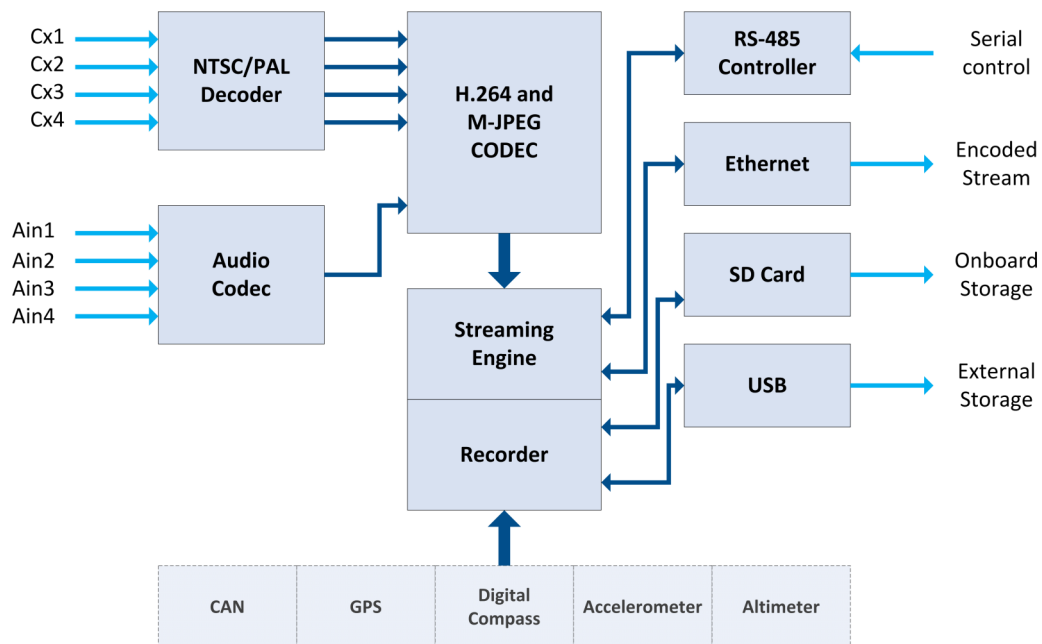 Cx1
Cx2
Cx3
Cx4
NTSC/PAL
Decoder
H.264 and
M-JPEG
CODEC
RS-485
Controller
Serial
control
Ethernet
Encoded
Stream
Ain1
Ain2
Ain3
Ain4
Audio
Codec
SD Card
Onboard
Storage
Streaming
Engine
USB
External
Storage
Recorder
CAN
GPS
Digital
Compass
Accelerometer
Altimeter